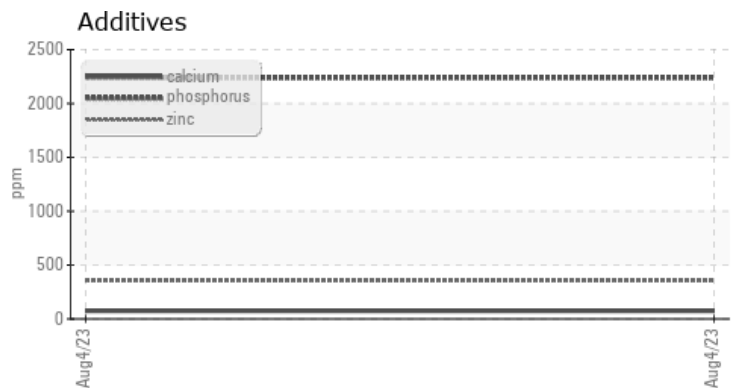 Additives
2500
2000
1500
1000
500
0
ppm
calcium
phosphorus
zinc
Aug4/23
Aug4/23